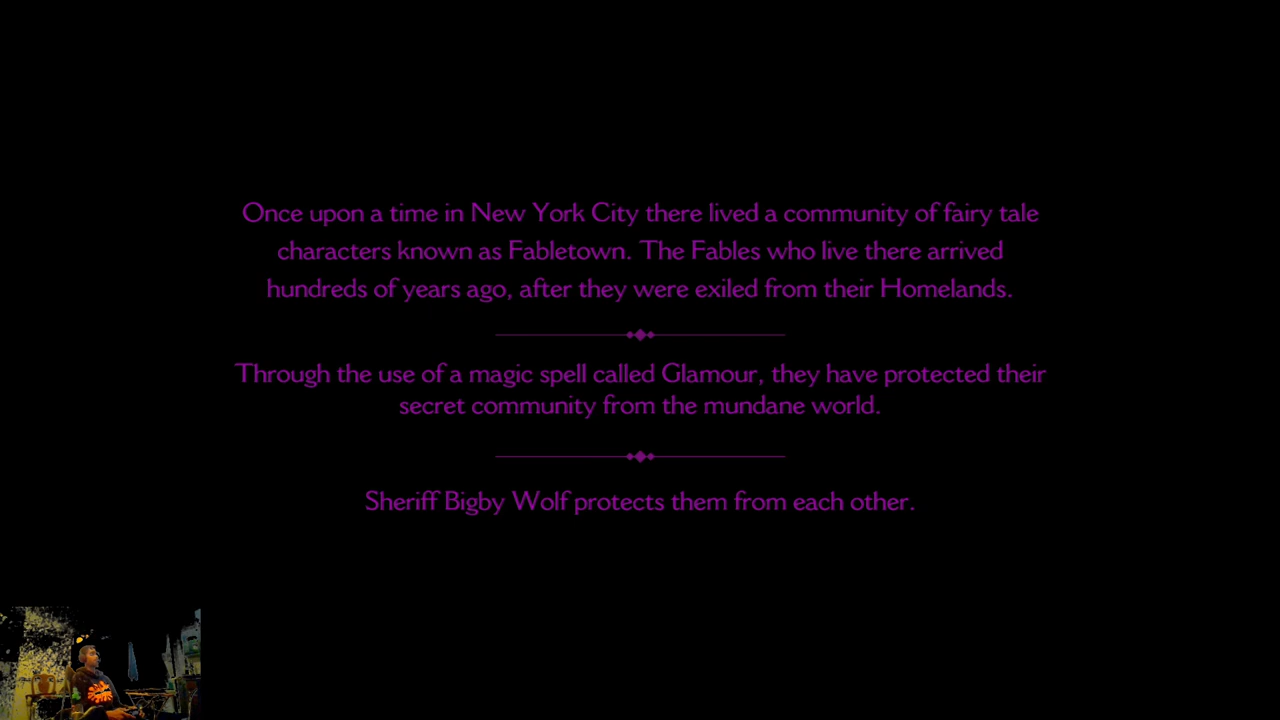 Once upon a time in New York City there lived a community of fairy tale
characters known as Fabletown. The Fables who live there arrived
hundreds of years ago, after they were exiled from their Homelands.
Through the use of a magic spell called Glamour, they have protected their
secret community from the mundane world.
Sheriff Bigby Wolf protects them from each other.